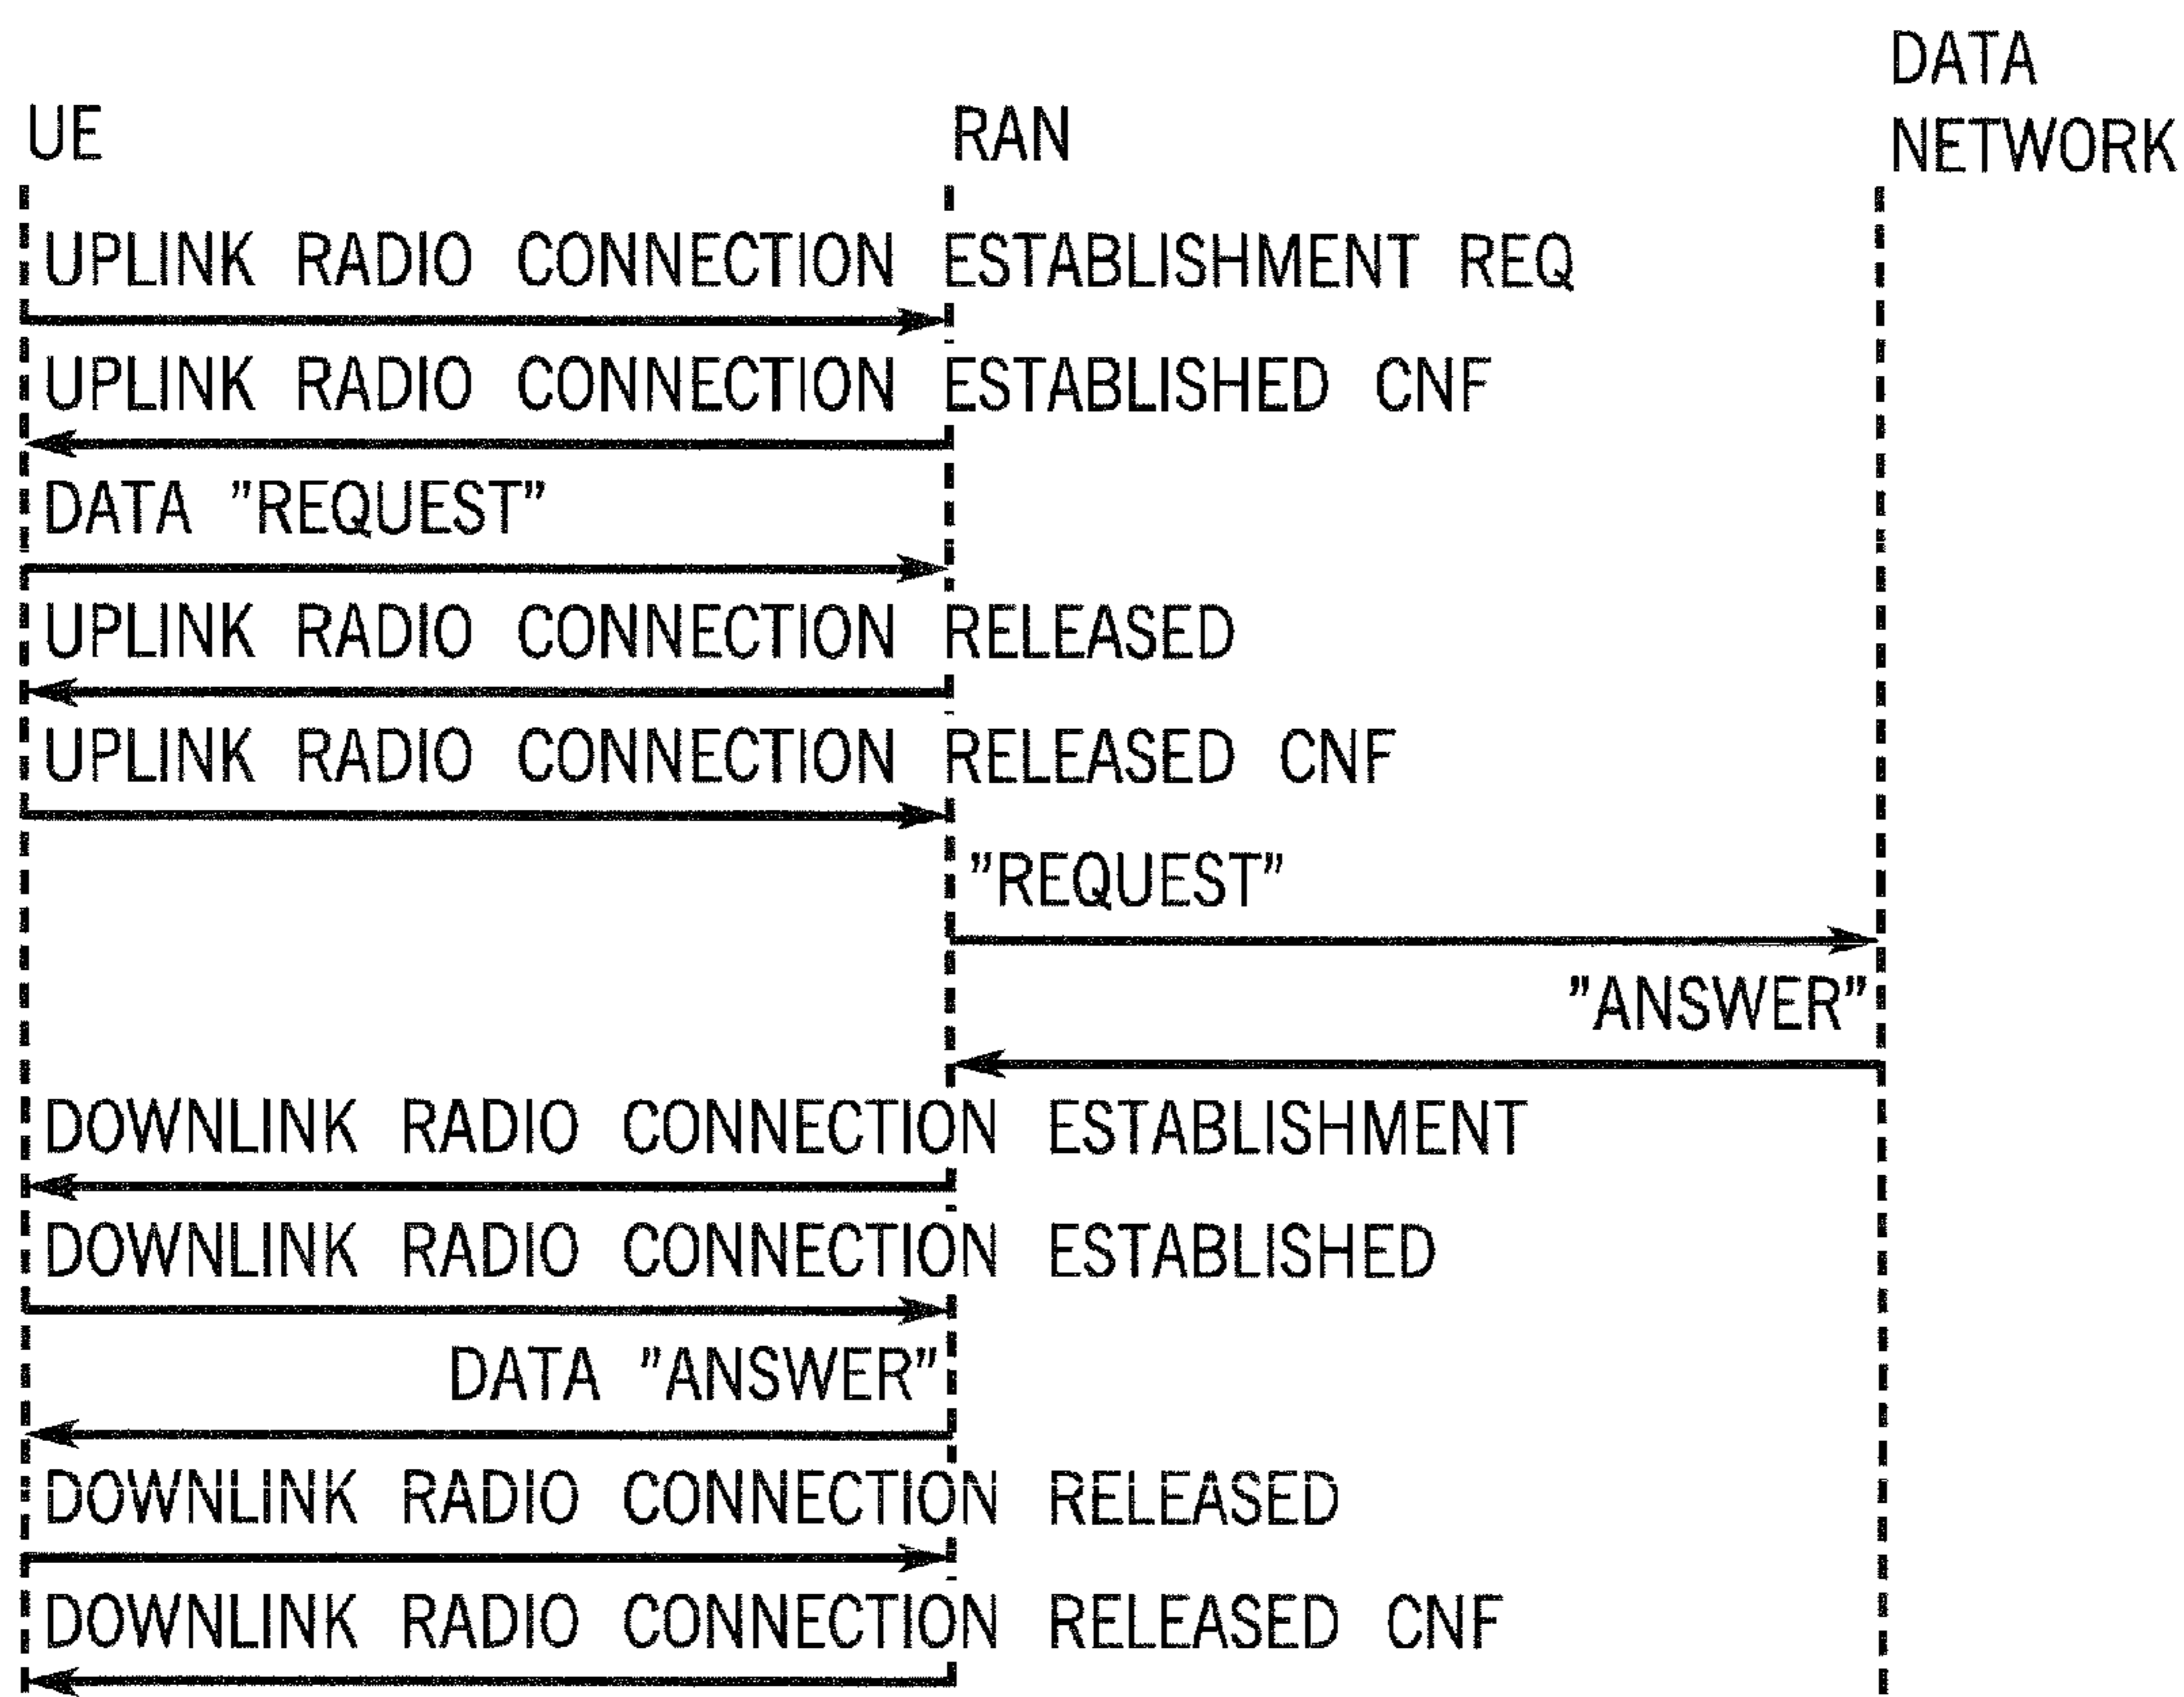 DATA
UE RAN NETWORK
UPLINK RADIO CONNECTION ESTABLISHMENT REQ
UPLINK RADIO CONNECTION ESTABLISHED CNF
DATA "REQUEST"
UPLINK RADIO CONNECTION RELEASED
UPLINK RADIO CONNECTION RELEASED CNF
"REQUEST"
"ANSWER"
DOWNLINK RADIO CONNECTION ESTABLISHMENT
DOWNLINK RADIO CONNECTION ESTABLISHED
DATA "ANSWER"
DOWNLINK RADIO CONNECTION RELEASED
DOWNLINK RADIO CONNECTION RELEASED CNF